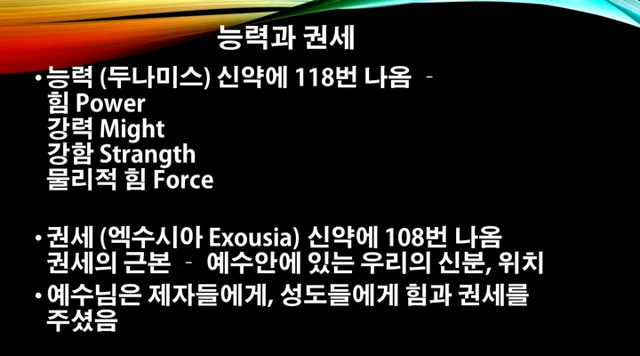 능력과 권세
• 능력 (두나미스) 신약에 118번 나옴 -
힘 Power
강력 Might
강함 Strangth
물리적 힘 Force
• 권세 (엑수시아 Exousia) 신약에 108번 나옴
권세의 근본 - 예수안에 있는 우리의 신분, 위치
• 예수님은 제자들에게, 성도들에게 힘과 권세를
주셨음